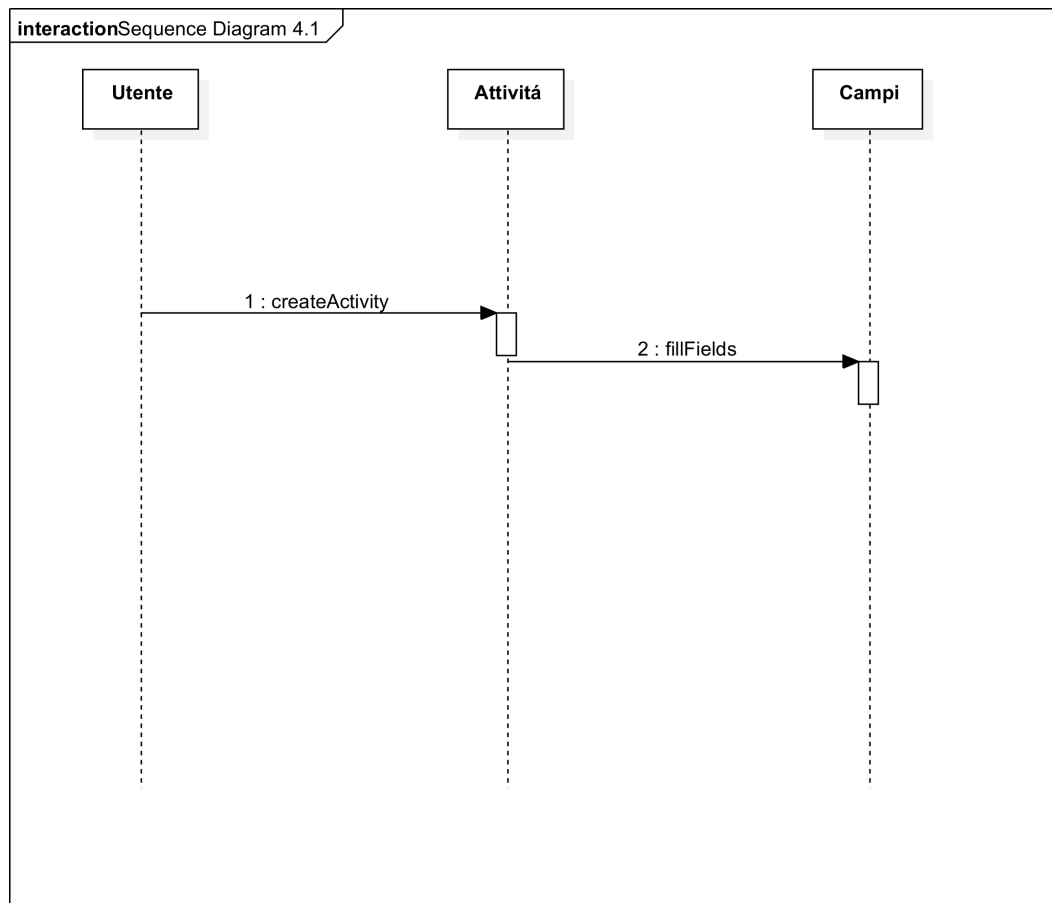 interactionSequence Diagram 4.1
Utente
Attivitá
Campi
1 : createActivity
2 : fillFields